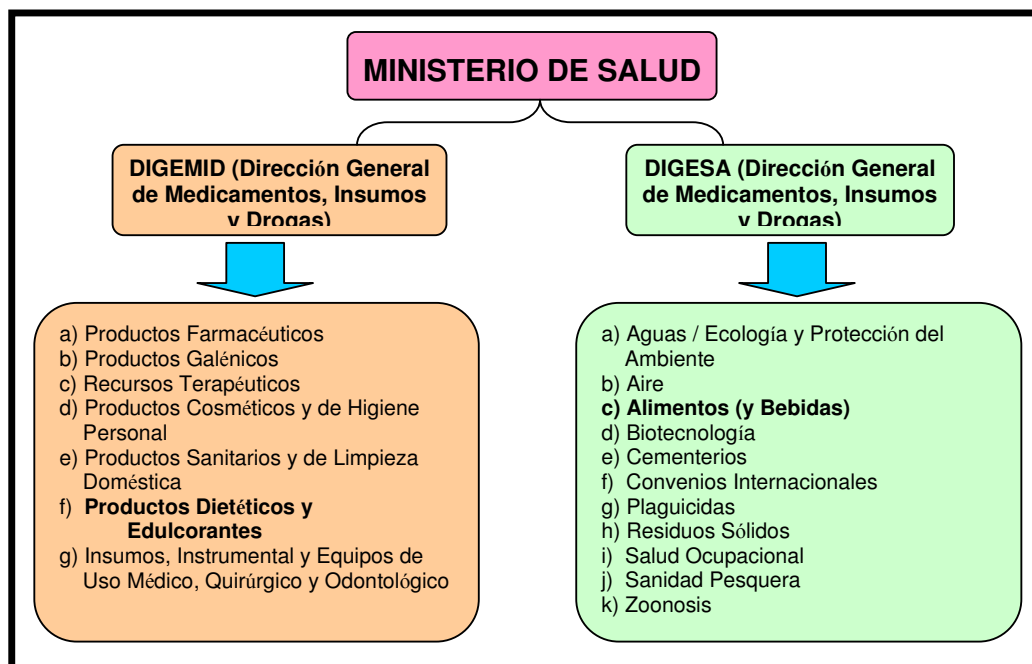 MINISTERIO DE SALUD
DIGEMID (Dirección General
de Medicamentos, Insumos
y Drogas)
a) Productos Farmacéuticos
b) Productos Galénicos
c) Recursos Terapéuticos
d) Productos Cosméticos y de Higiene
Personal
e) Productos Sanitarios y de Limpieza
Doméstica
f) Productos Dietéticos y
Edulcorantes
g) Insumos, Instrumental y Equipos de
Uso Médico, Quirúrgico y Odontológico
DIGESA (Dirección General
de Medicamentos, Insumos
y Drogas)
a) Aguas / Ecología y Protección del
Ambiente
b) Aire
c) Alimentos (y Bebidas)
d) Biotecnología
e) Cementerios
f) Convenios Internacionales
g) Plaguicidas
h) Residuos Sólidos
i) Salud Ocupacional
j) Sanidad Pesquera
k) Zoonosis